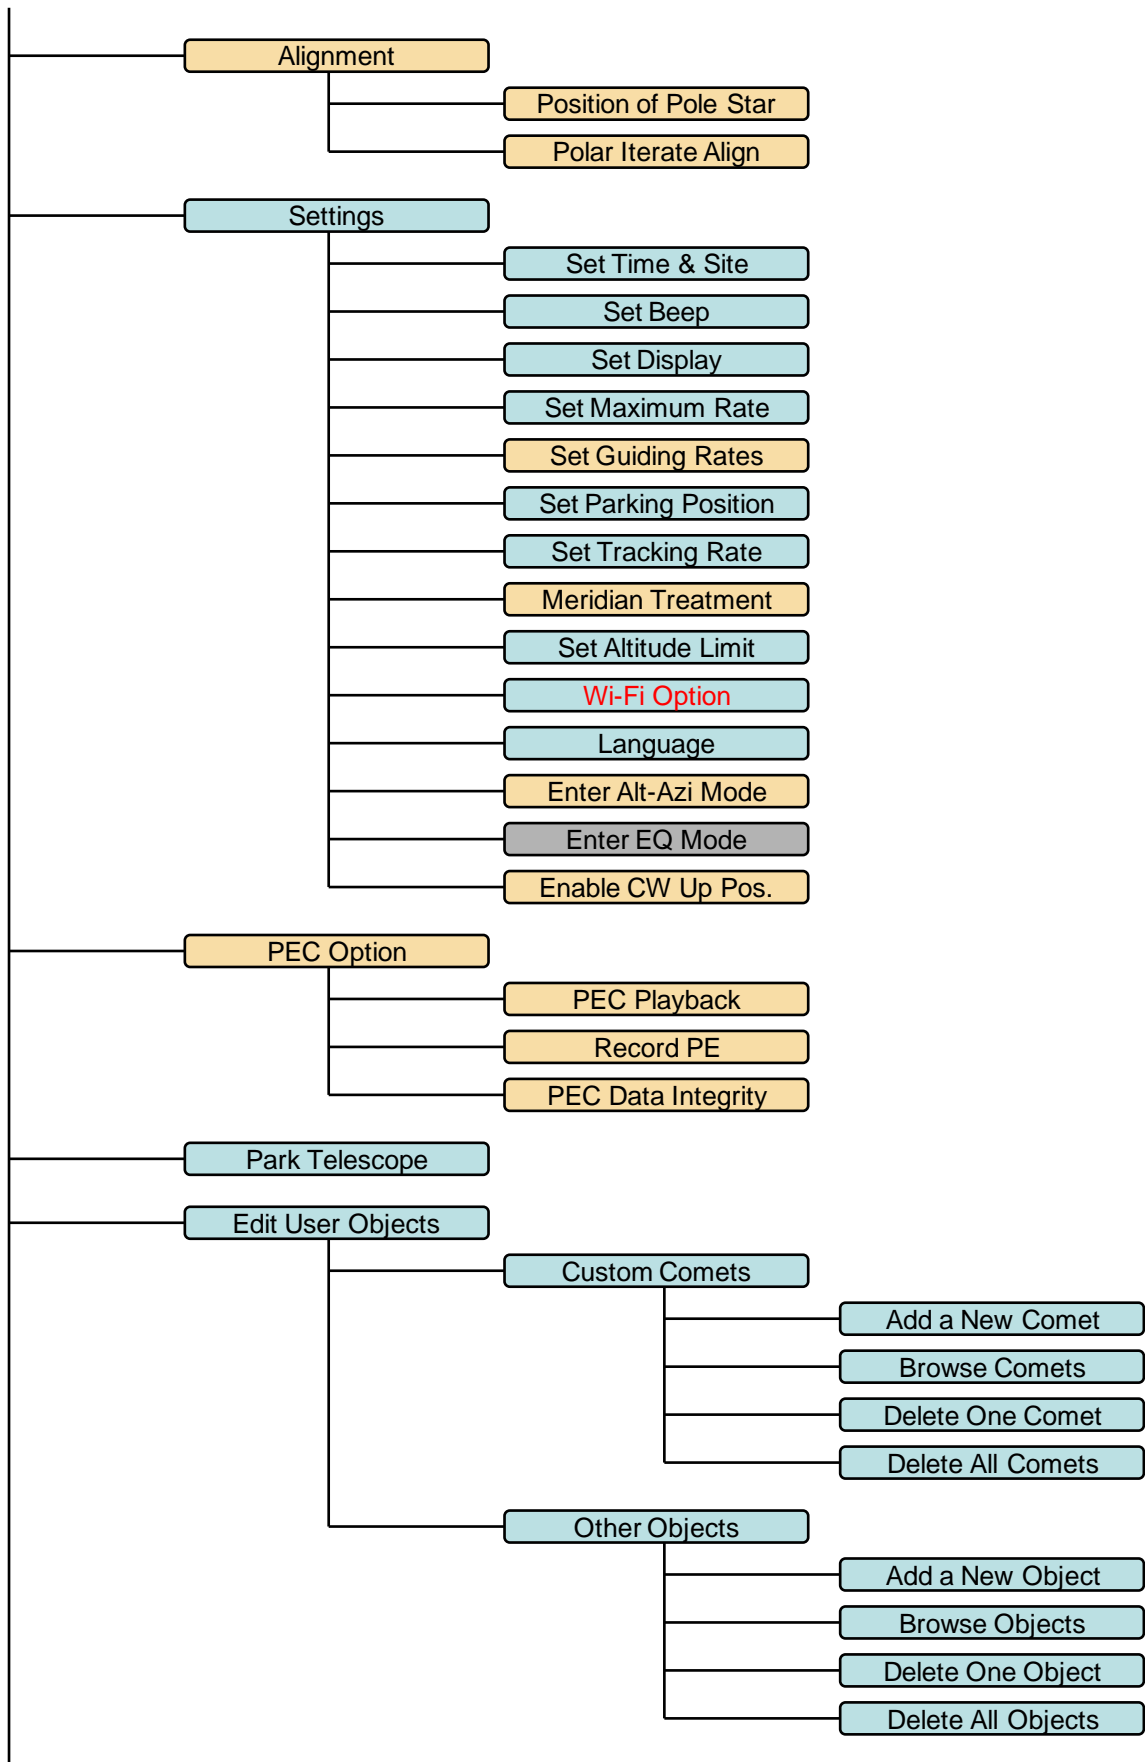 Alignment
Position of Pole Star
Polar Iterate Align
Settings
Set Time & Site
Set Beep
Set Display
Set Maximum Rate
Set Guiding Rates
Set Parking Position
Set Tracking Rate
Meridian Treatment
Set Altitude Limit
Wi-Fi Option
Language
Enter Alt-Azi Mode
Enter EQ Mode
Enable CW Up Pos.
PEC Option
PEC Playback
Record PE
PEC Data Integrity
Park Telescope
Edit User Objects
Custom Comets
Add a New Comet
Browse Comets
Delete One Comet
Delete All Comets
Other Objects
Add a New Object
Browse Objects
Delete One Object
Delete All Objects